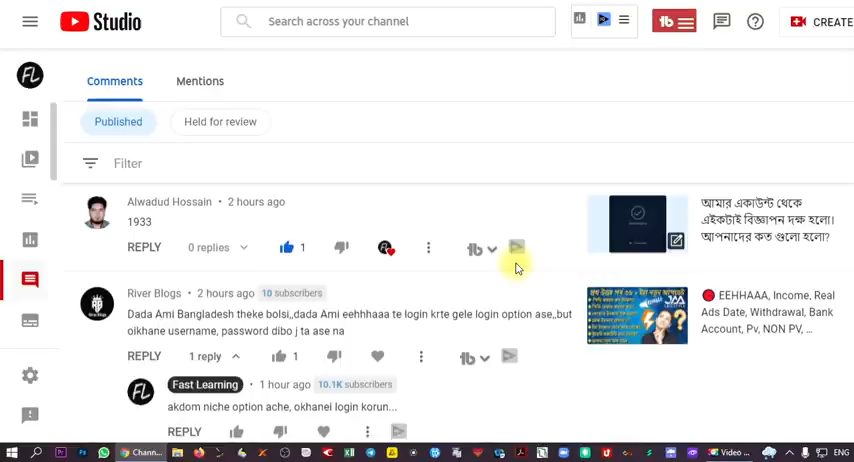 Studio
Search across your channel
CREATE
Comments
Mentions
Published
Held for review
Filter
Alwadud Hossain • 2 hours ago
1933
REPLY 0 replies 1
আমার একাউন্ট থেকে
এইকটাই বিজ্ঞাপন দক্ষ হলো।
আপনাদের কত গুলো হলো?
River Blogs • 2 hours ago 10 subscribers
Dada Ami Bangladesh theke bolsi,,dada Ami eehhhaaa te login krte gele login option ase,,but
oikhane username, password dibo j ta ase na
REPLY 1 reply 1
EEHHAAA, Income, Real
Ads Date, Withdrawal, Bank
Account, Pv, NON PV, ...
Fast Learning • 1 hour ago 10.1K subscribers
akdom niche option ache, okhanei login korun...
REPLY
Chann...
Video ...
ENG